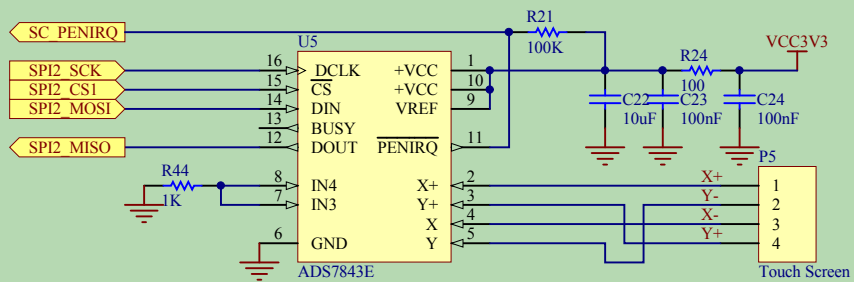 SC_PENIRQ
R21
100K
VCC3V3
U5
SPI2_SCK
16
DCLK
+VCC
1
R24
100
SPI2_CS1
15
CS
+VCC
10
SPI2_MOSI
14
DIN
VREF
9
C22
10uF
C23
100nF
C24
100nF
13
BUSY
SPI2_MISO
12
DOUT
PENIRQ
11
P5
R44
1K
8
IN4
X+
2
X+
1
7
IN3
Y+
3
Y-
2
X
4
X-
3
6
GND
Y
5
Y+
4
ADS7843E
Touch Screen